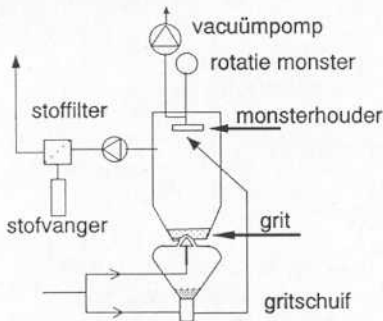 vacuümpomp
rotatie monster
stoffilter
monsterhouder
stofvanger
grit
gritschuif